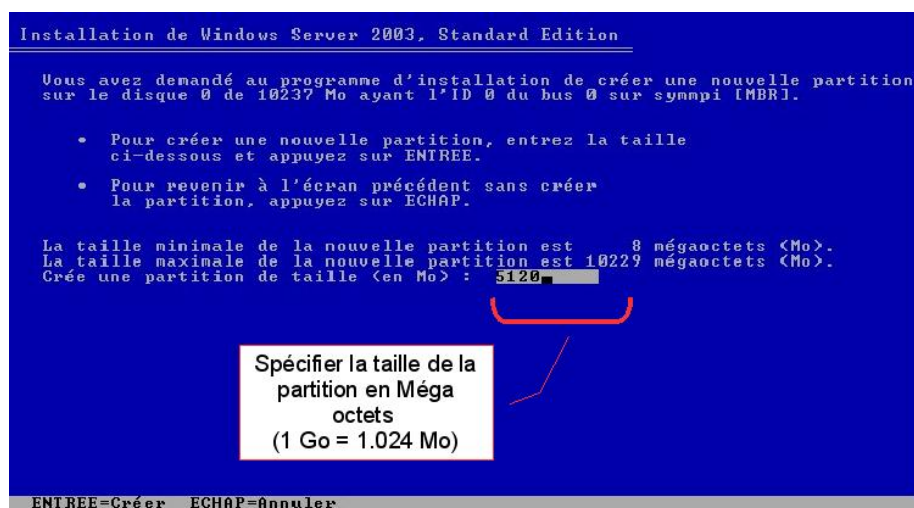 Installation de Windows Server 2003, Standard Edition
Vous avez demandé au programme d'installation de créer une nouvelle partition
sur le disque 0 de 10237 Mo ayant l'ID 0 du bus 0 sur symmpi [MBR].
• Pour créer une nouvelle partition, entrez la taille
ci-dessous et appuyez sur ENTREE.
• Pour revenir à l'écran précédent sans créer
la partition, appuyez sur ECHAP.
La taille minimale de la nouvelle partition est 8 mégaoctets (Mo).
La taille maximale de la nouvelle partition est 10229 mégaoctets (Mo).
Crée une partition de taille (en Mo) : 5120
Spécifier la taille de la
partition en Méga
octets
(1 Go = 1.024 Mo)
ENTREE=Créer ECHAP=Annuler